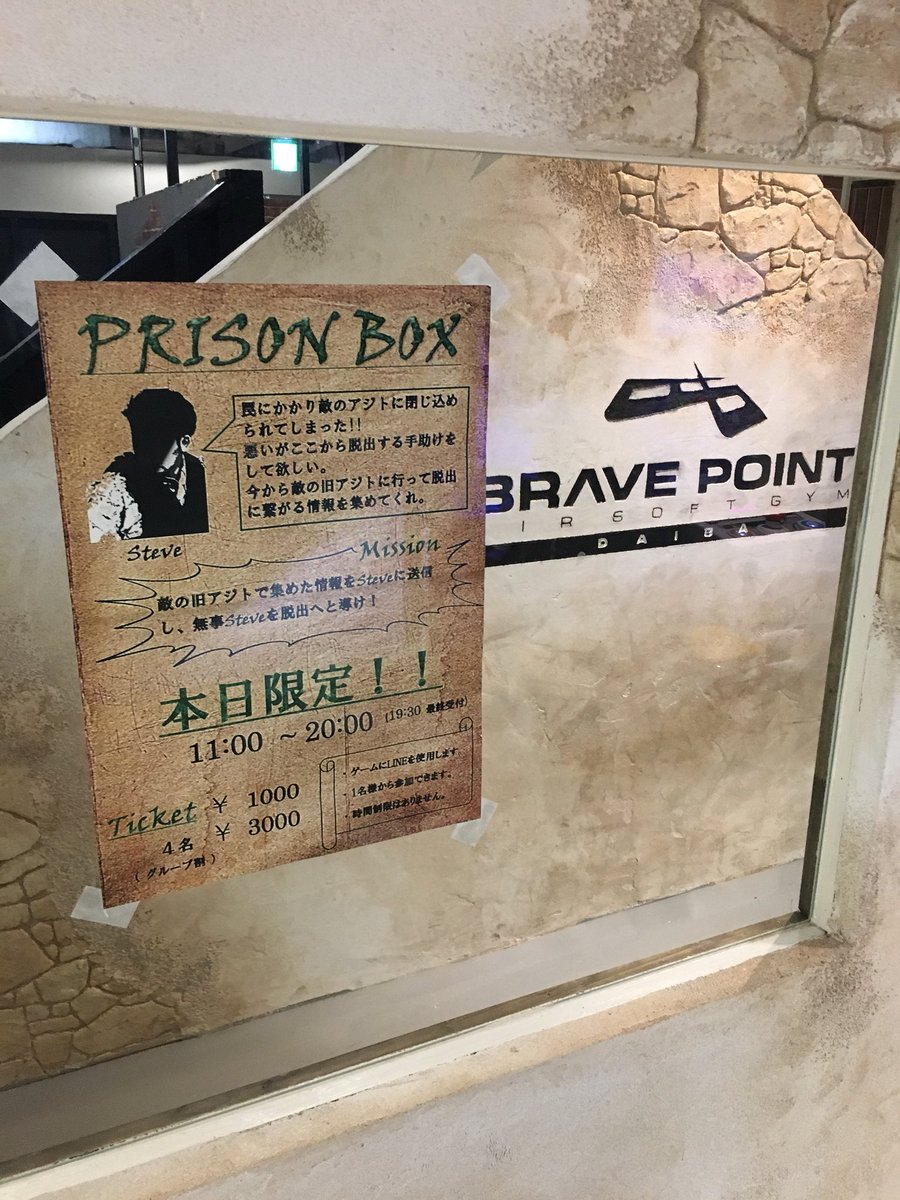 PRISON BOX
罠にかかり敵のアジトに閉じ込め
られてしまった!!
悪いがここから脱出する手助けを
して欲しい。
今から敵の旧アジトに行って脱出
に繋がる情報を集めてくれ。
Steve
Mission
敵の旧アジトで集めた情報をSteveに送信
し、無事Steveを脱出へと導け！
本日限定！！
11:00 ～20:00 (19:30 最終受付)
Ticket ¥ 1000
4名 ¥ 3000
(グループ割)
・ゲームにLINEを使用します
・1名様から参加できます。
・時間制限はありません。
BRAVE POINT
IRSOFT GYM
DAIBA